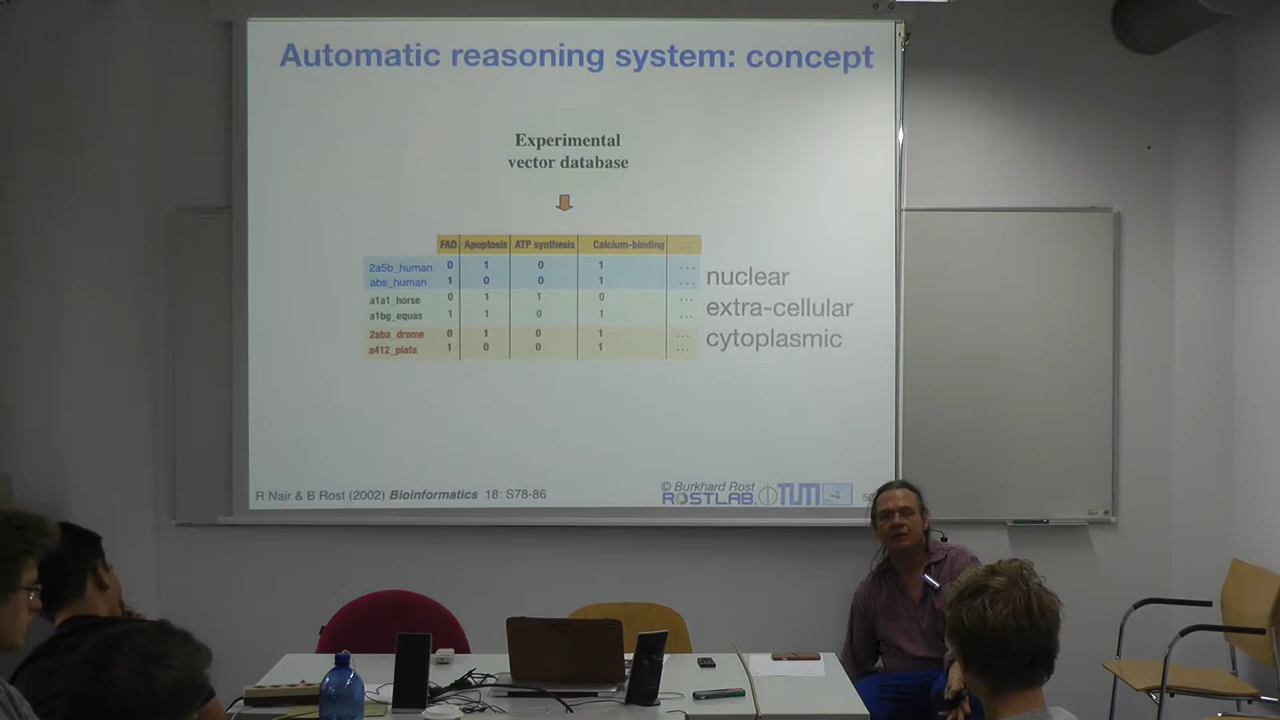 Automatic reasoning system: concept
Experimental
vector database
FAD Apoptosis ATP synthesis Calcium-binding ...
2a5b_human 0 1 0 1 ...
abs_human 1 0 0 1 ...
nuclear
a1a1_horse 0 1 1 0 ...
a1bg_equas 1 1 0 1 ...
extra-cellular
2aba_drome 0 1 0 1 ...
a412_plafa 1 0 0 1 ...
cytoplasmic
R Nair & B Rost (2002) Bioinformatics 18: S78-86
© Burkhard Rost
ROSTLAB. TUM